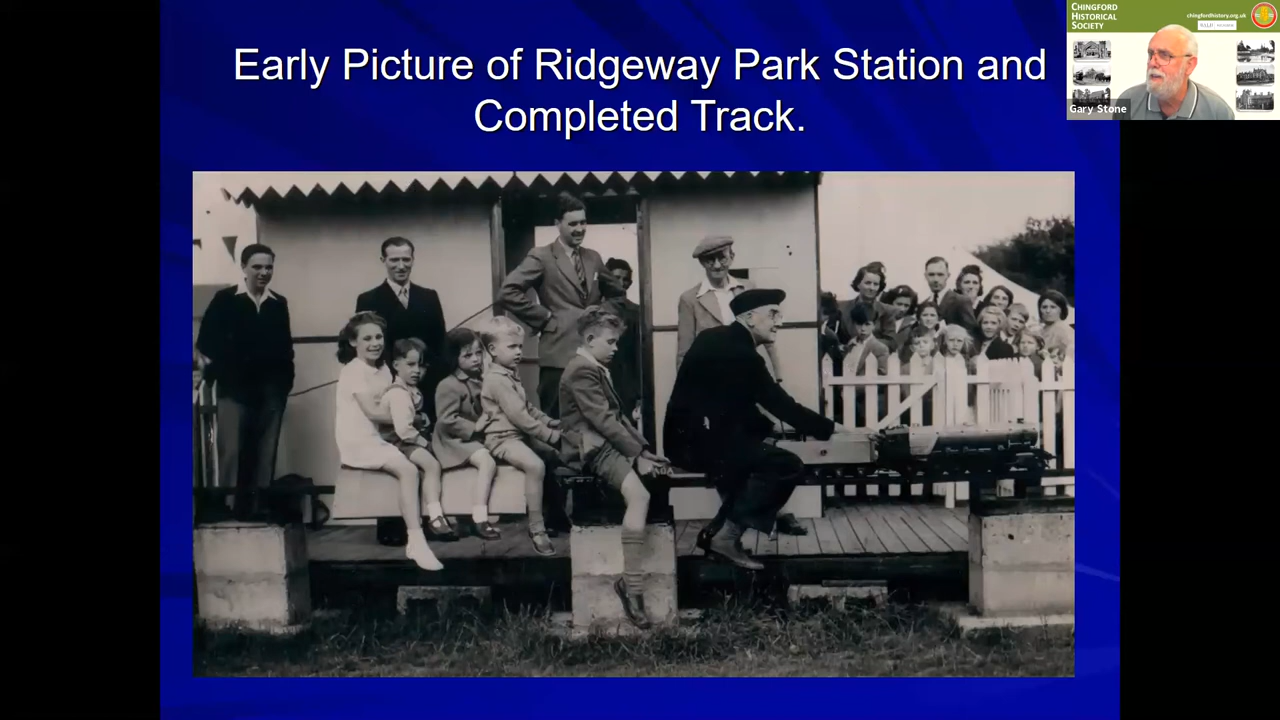 Early Picture of Ridgeway Park Station and
Completed Track.
CHINGFORD
HISTORICAL
SOCIETY
chingfordhistory.org.uk
Gary Stone